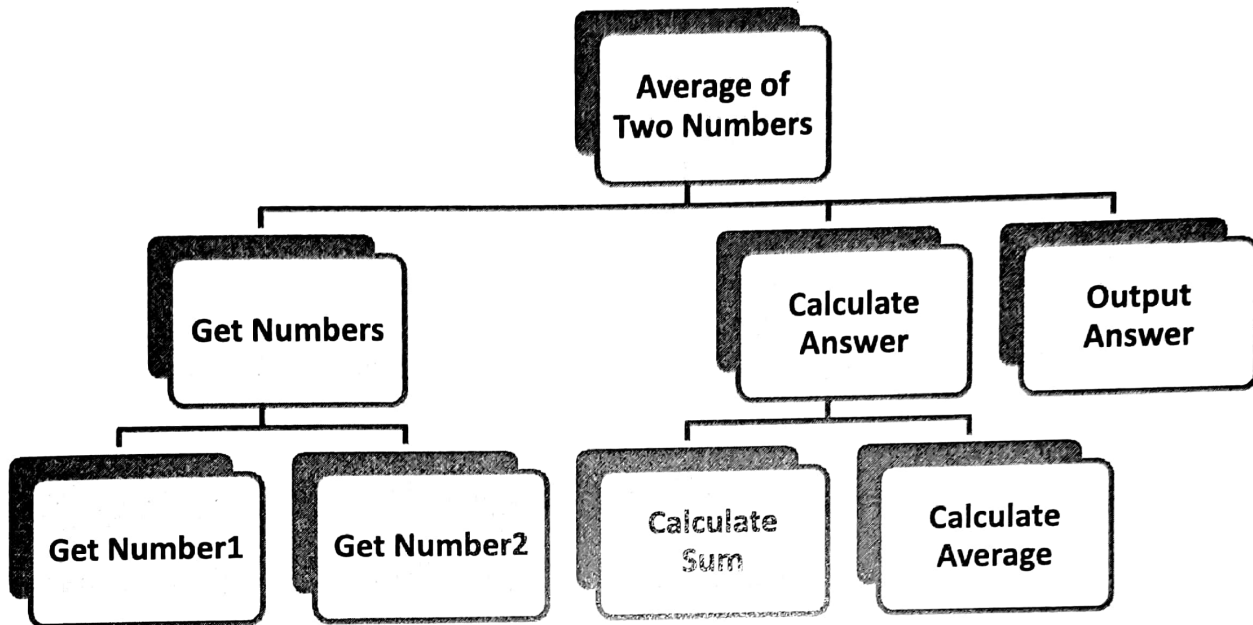 Average of
Two Numbers
Get Numbers
Calculate
Answer
Output
Answer
Get Number1
Get Number2
Calculate
Sum
Calculate
Average